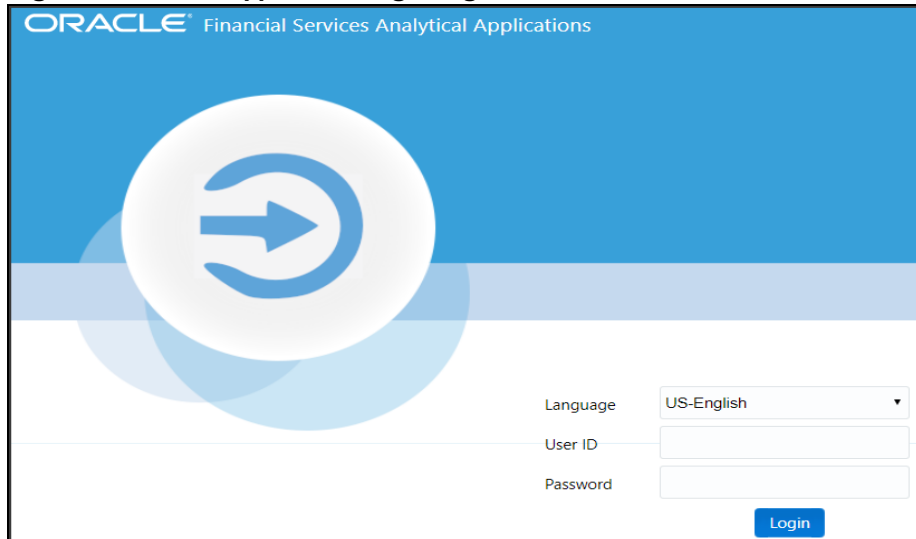 ORACLE® Financial Services Analytical Applications
Language US-English
User ID
Password
Login